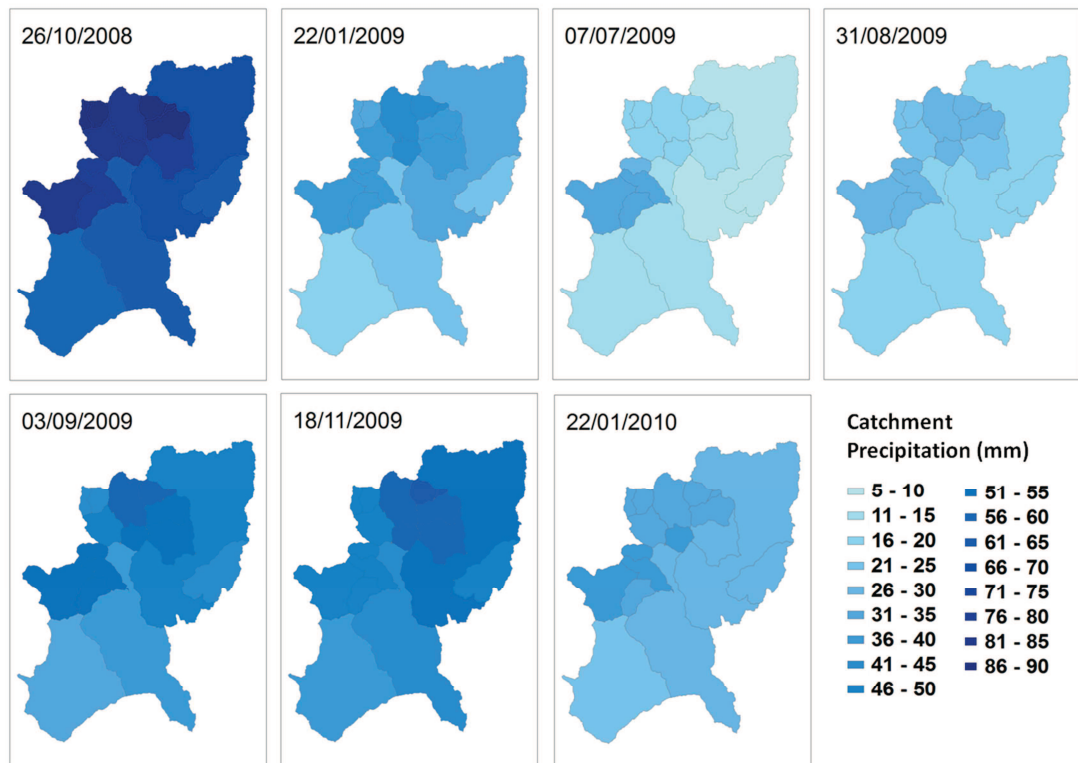 26/10/2008
22/01/2009
07/07/2009
31/08/2009
03/09/2009
18/11/2009
22/01/2010
Catchment
Precipitation (mm)
5 - 10
11 - 15
16 - 20
21 - 25
26 - 30
31 - 35
36 - 40
41 - 45
46 - 50
51 - 55
56 - 60
61 - 65
66 - 70
71 - 75
76 - 80
81 - 85
86 - 90